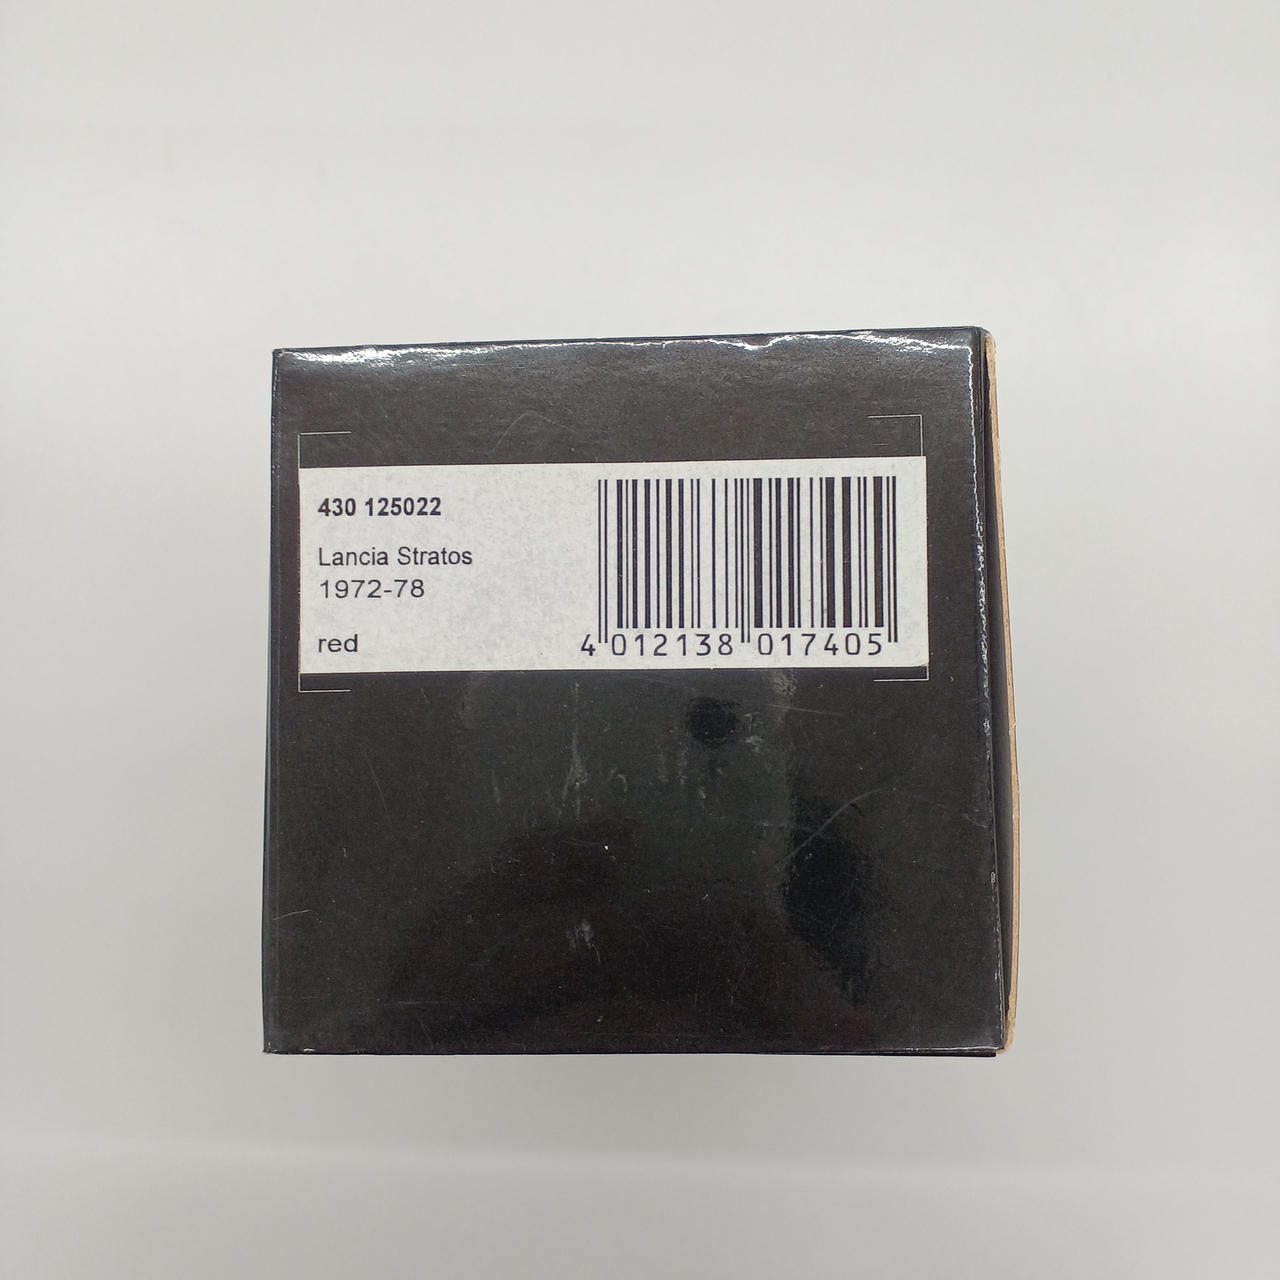 430 125022
Lancia Stratos
1972-78
red
4 012138 017405